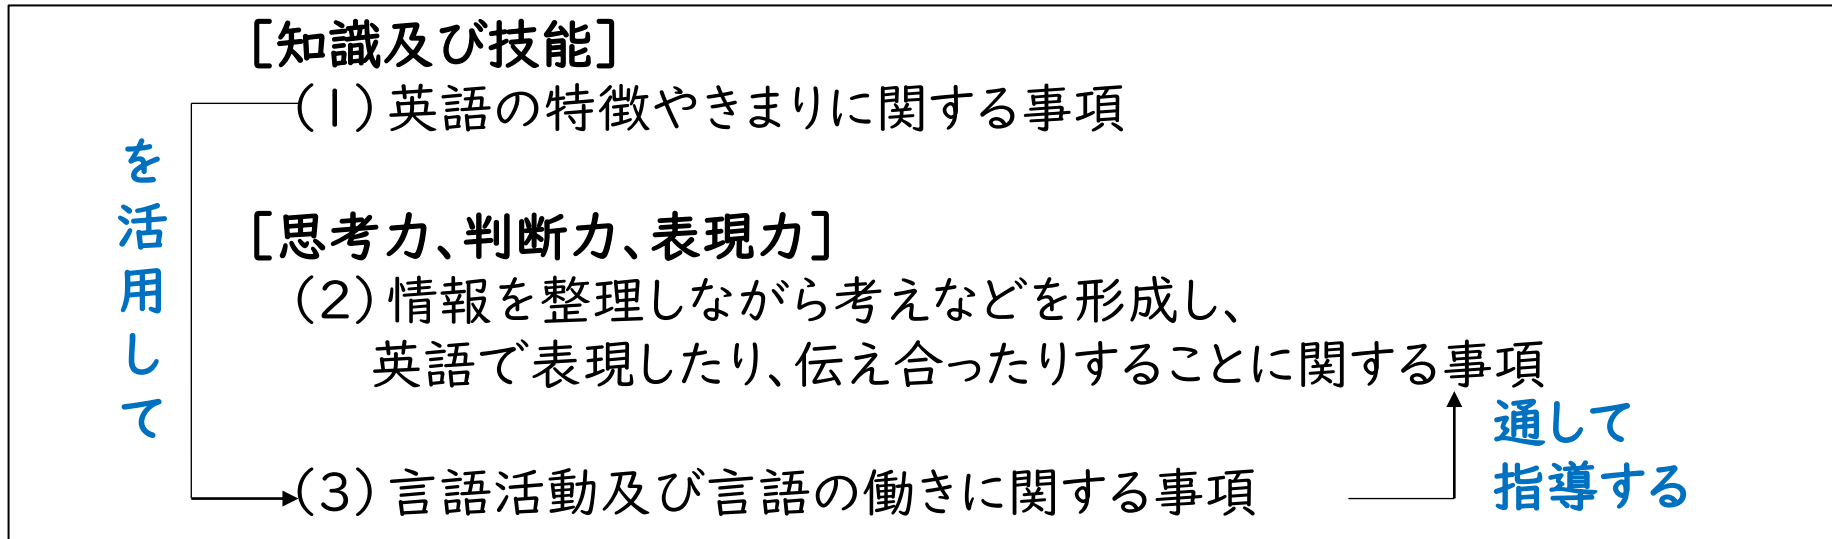 [知識及び技能]
(1)英語の特徴やきまりに関する事項
を活用して
[思考力、判断力、表現力]
(2)情報を整理しながら考えなどを形成し、
英語で表現したり、伝え合ったりすることに関する事項
通して
指導する
(3)言語活動及び言語の働きに関する事項